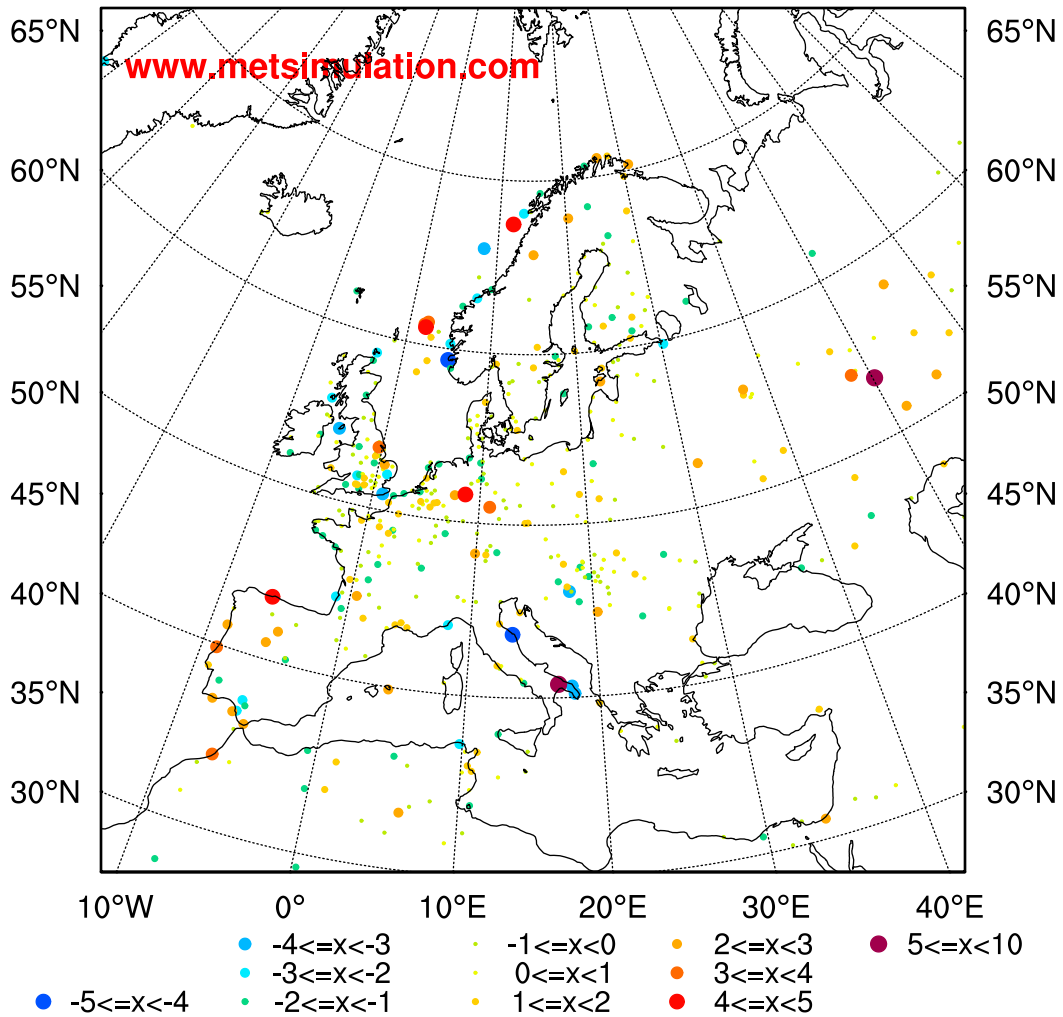 65°N 65°N
www.metsimulation.com
60°N 60°N
55°N 55°N
50°N 50°N
45°N 45°N
40°N 40°N
35°N 35°N
30°N 30°N
10°W 0° 10°E 20°E 30°E 40°E
-4<=x<-3 -1<=x<0 2<=x<3 5<=x<10
-3<=x<-2 0<=x<1 3<=x<4
-5<=x<-4 -2<=x<-1 1<=x<2 4<=x<5